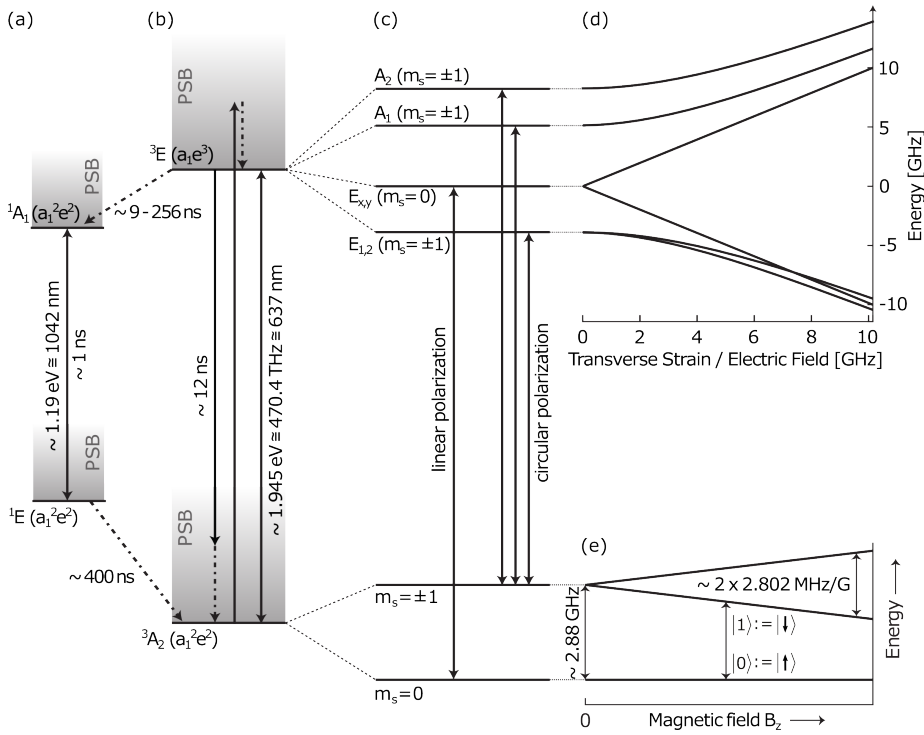 (a)
(b)
(c)
(d)
PSB
³E (a₁e³)
PSB
¹A₁ (a₁²e²)
~ 9 - 256 ns
~ 1.19 eV ≅ 1042 nm
~ 1 ns
PSB
¹E (a₁²e²)
~ 400 ns
~ 12 ns
~ 1.945 eV ≅ 470.4 THz ≅ 637 nm
PSB
³A₂ (a₁²e²)
A₂ (mₛ = ±1)
A₁ (mₛ = ±1)
Eₓ,ᵧ (mₛ = 0)
E₁,₂ (mₛ = ±1)
linear polarization
circular polarization
mₛ = ±1
mₛ = 0
10
5
0
-5
-10
Energy [GHz]
0 2 4 6 8 10
Transverse Strain / Electric Field [GHz]
(e)
~ 2.88 GHz
~ 2 x 2.802 MHz/G
|1⟩:=|↓⟩
|0⟩:=|↑⟩
Energy →
0
Magnetic field B_z →